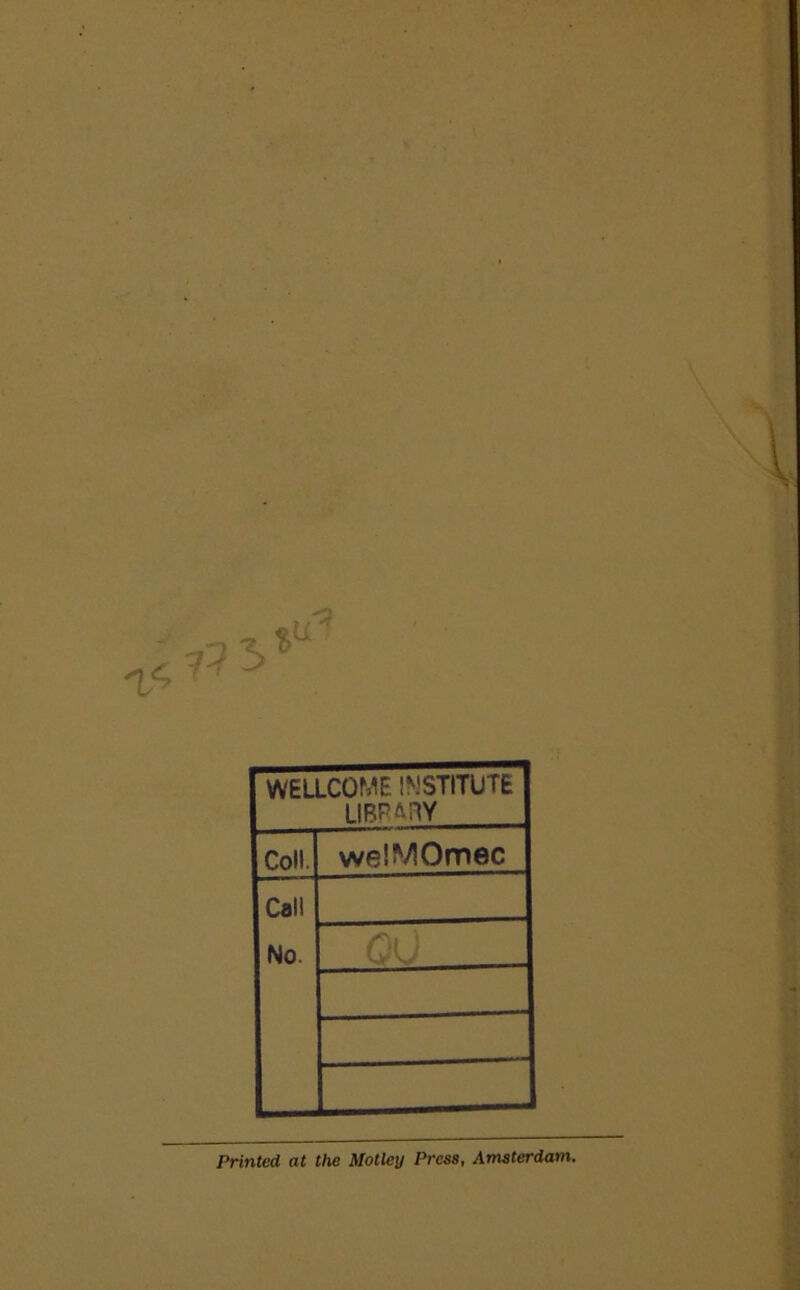 WELLCOME INSTITUTE
LIBRARY
Coll. welMOmec
Call
No. QU
Printed at the Motley Press, Amsterdam.